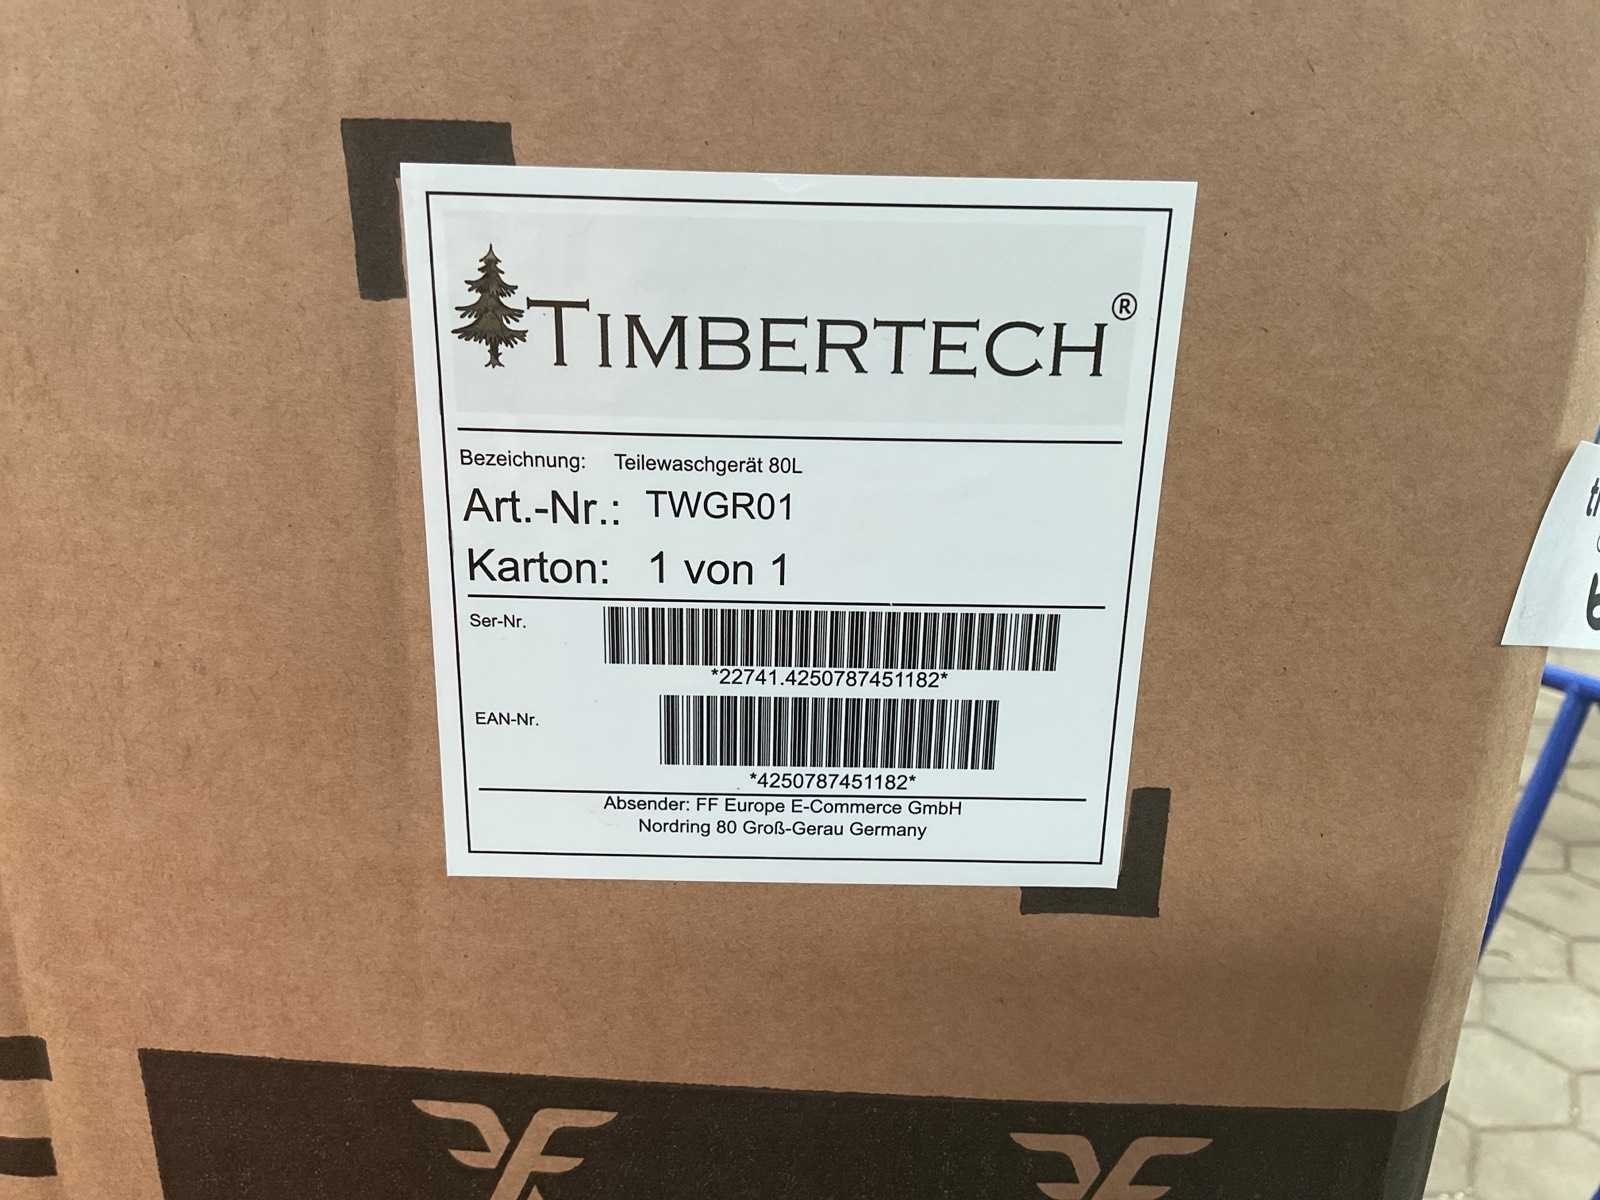 TIMBERTECH®
Bezeichnung: Teilewaschgerät 80L
Art.-Nr.: TWGR01
Karton: 1 von 1
Ser-Nr.
*22741.4250787451182*
EAN-Nr.
*4250787451182*
Absender: FF Europe E-Commerce GmbH
Nordring 80 Groß-Gerau Germany